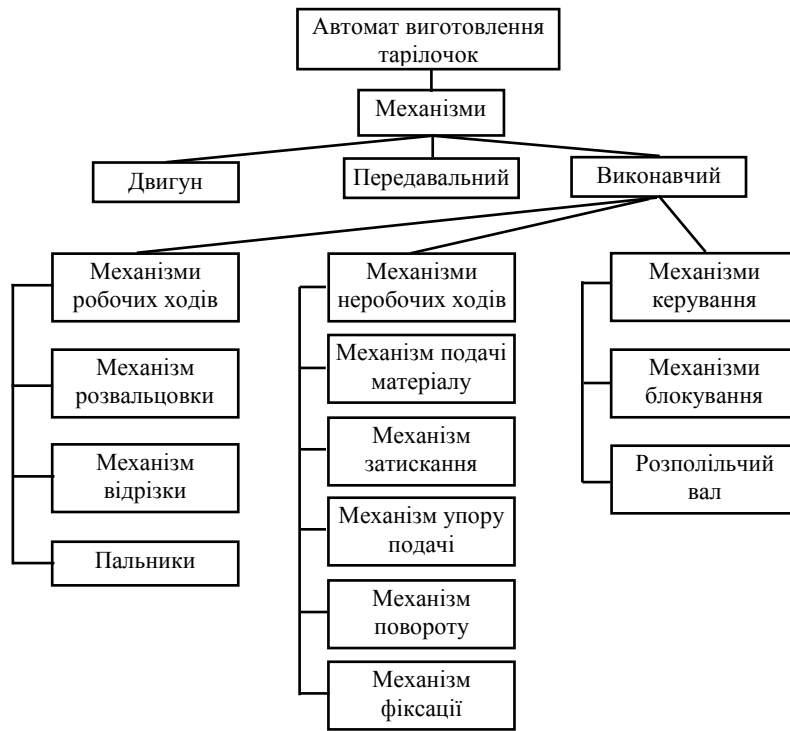 Автомат виготовлення
тарілочок
Механізми
Двигун
Передавальний
Виконавчий
Механізми
робочих ходів
Механізм
розвальцовки
Механізм
відрізки
Пальники
Механізми
неробочих ходів
Механізм подачі
матеріалу
Механізм
затискання
Механізм упору
подачі
Механізм
повороту
Механізм
фіксації
Механізми
керування
Механізми
блокування
Розполільчий
вал